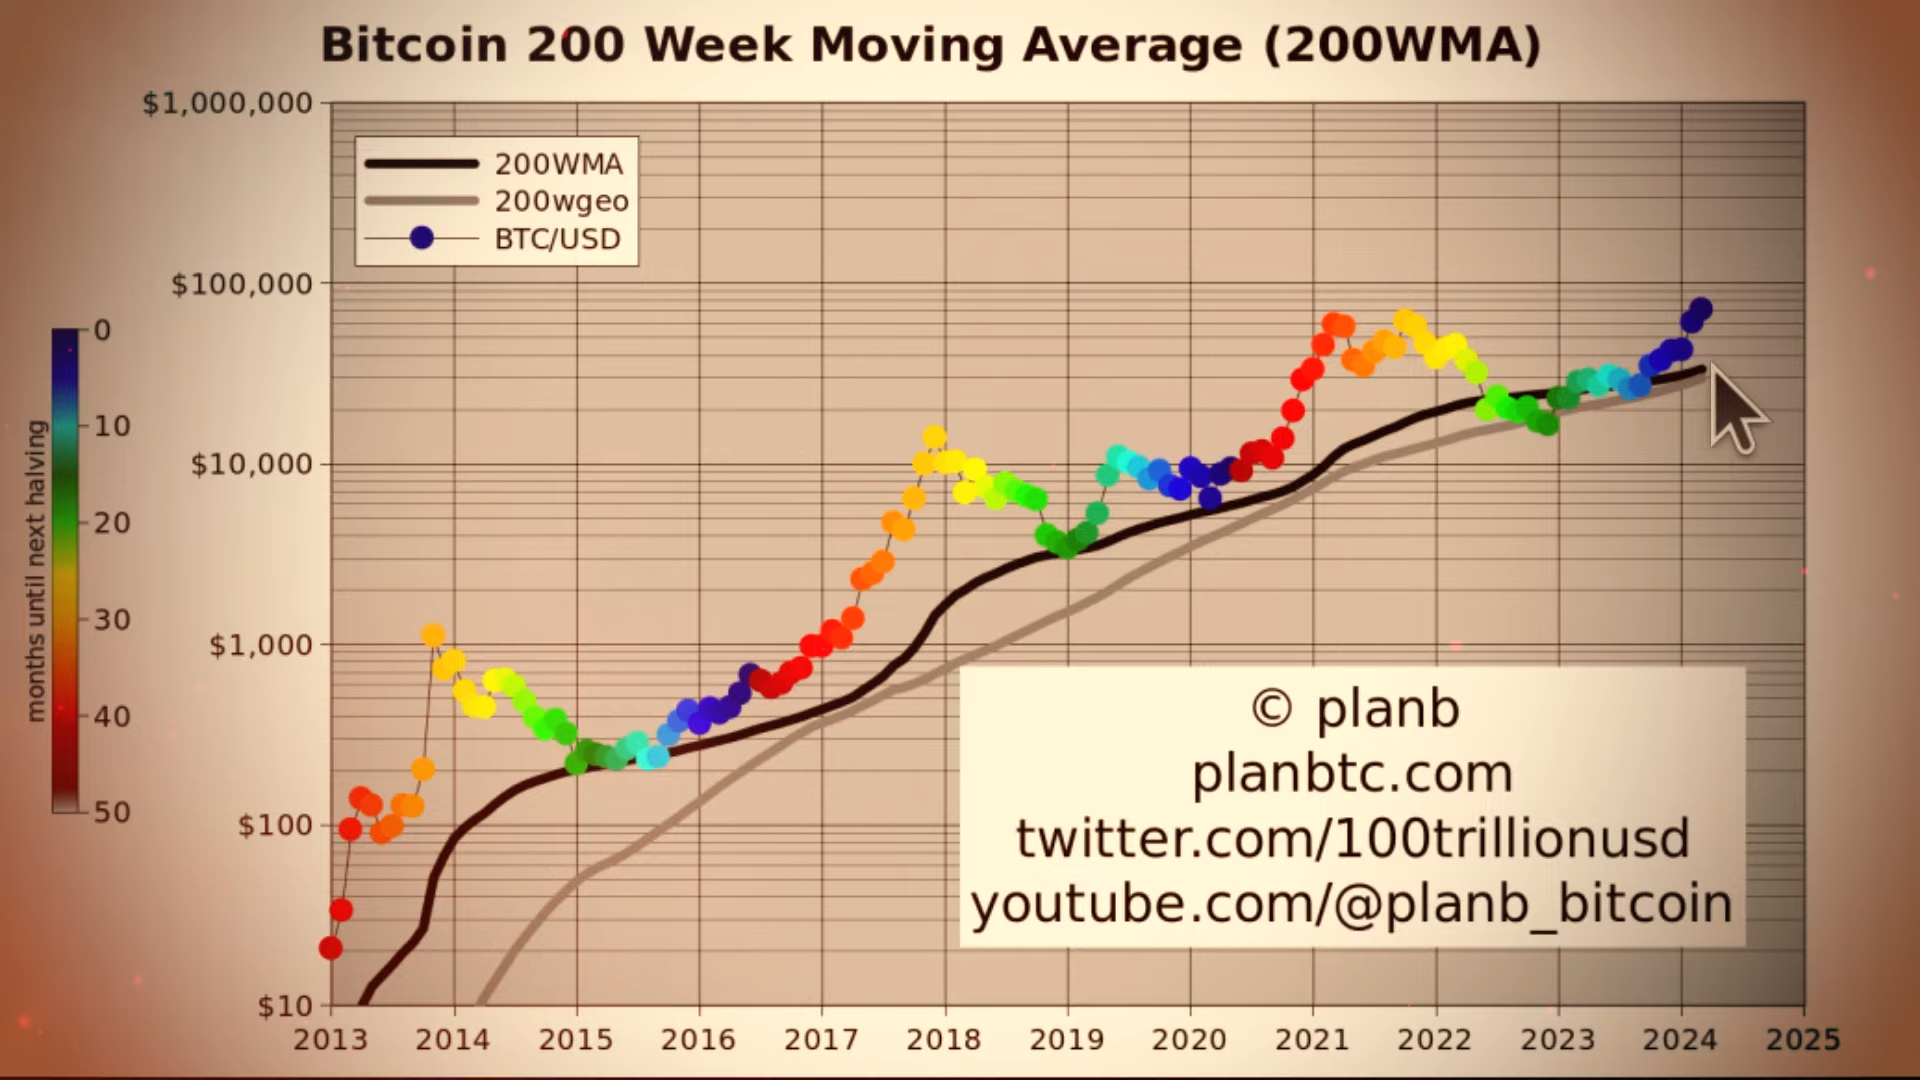 Bitcoin 200 Week Moving Average (200WMA)
$1,000,000
$100,000
$10,000
$1,000
$100
$10
200WMA
200wgeo
BTC/USD
months until next halving
0
10
20
30
40
50
© planb
planbtc.com
twitter.com/100trillionusd
youtube.com/@planb_bitcoin
2013 2014 2015 2016 2017 2018 2019 2020 2021 2022 2023 2024 2025